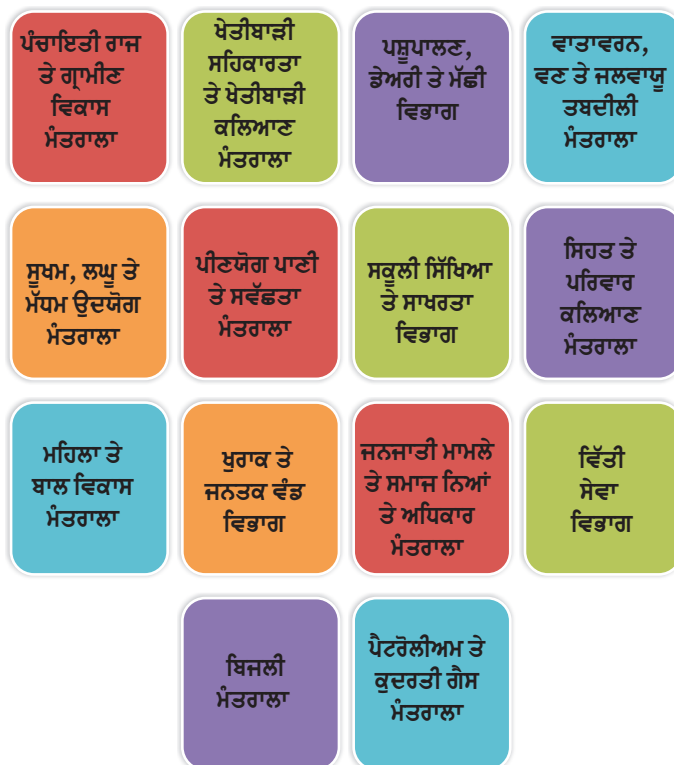 ਪੰਚਾਇਤੀ ਰਾਜ
ਤੇ ਗ੍ਰਾਮੀਣ
ਵਿਕਾਸ
ਮੰਤਰਾਲਾ
ਖੇਤੀਬਾੜੀ
ਸਹਿਕਾਰਤਾ
ਤੇ ਖੇਤੀਬਾੜੀ
ਕਲਿਆਣ
ਮੰਤਰਾਲਾ
ਪਸ਼ੂਪਾਲਣ,
ਡੇਅਰੀ ਤੇ ਮੱਛੀ
ਵਿਭਾਗ
ਵਾਤਾਵਰਨ,
ਵਣ ਤੇ ਜਲਵਾਯੂ
ਤਬਦੀਲੀ
ਮੰਤਰਾਲਾ
ਸੂਖਮ, ਲਘੂ ਤੇ
ਮੱਧਮ ਉਦਯੋਗ
ਮੰਤਰਾਲਾ
ਪੀਣਯੋਗ ਪਾਣੀ
ਤੇ ਸਵੱਛਤਾ
ਮੰਤਰਾਲਾ
ਸਕੂਲੀ ਸਿੱਖਿਆ
ਤੇ ਸਾਖਰਤਾ
ਵਿਭਾਗ
ਸਿਹਤ ਤੇ
ਪਰਿਵਾਰ
ਕਲਿਆਣ
ਮੰਤਰਾਲਾ
ਮਹਿਲਾ ਤੇ
ਬਾਲ ਵਿਕਾਸ
ਮੰਤਰਾਲਾ
ਖੁਰਾਕ ਤੇ
ਜਨਤਕ ਵੰਡ
ਵਿਭਾਗ
ਜਨਜਾਤੀ ਮਾਮਲੇ
ਤੇ ਸਮਾਜ ਨਿਆਂ
ਤੇ ਅਧਿਕਾਰ
ਮੰਤਰਾਲਾ
ਵਿੱਤੀ
ਸੇਵਾ
ਵਿਭਾਗ
ਬਿਜਲੀ
ਮੰਤਰਾਲਾ
ਪੈਟਰੋਲੀਅਮ ਤੇ
ਕੁਦਰਤੀ ਗੈਸ
ਮੰਤਰਾਲਾ